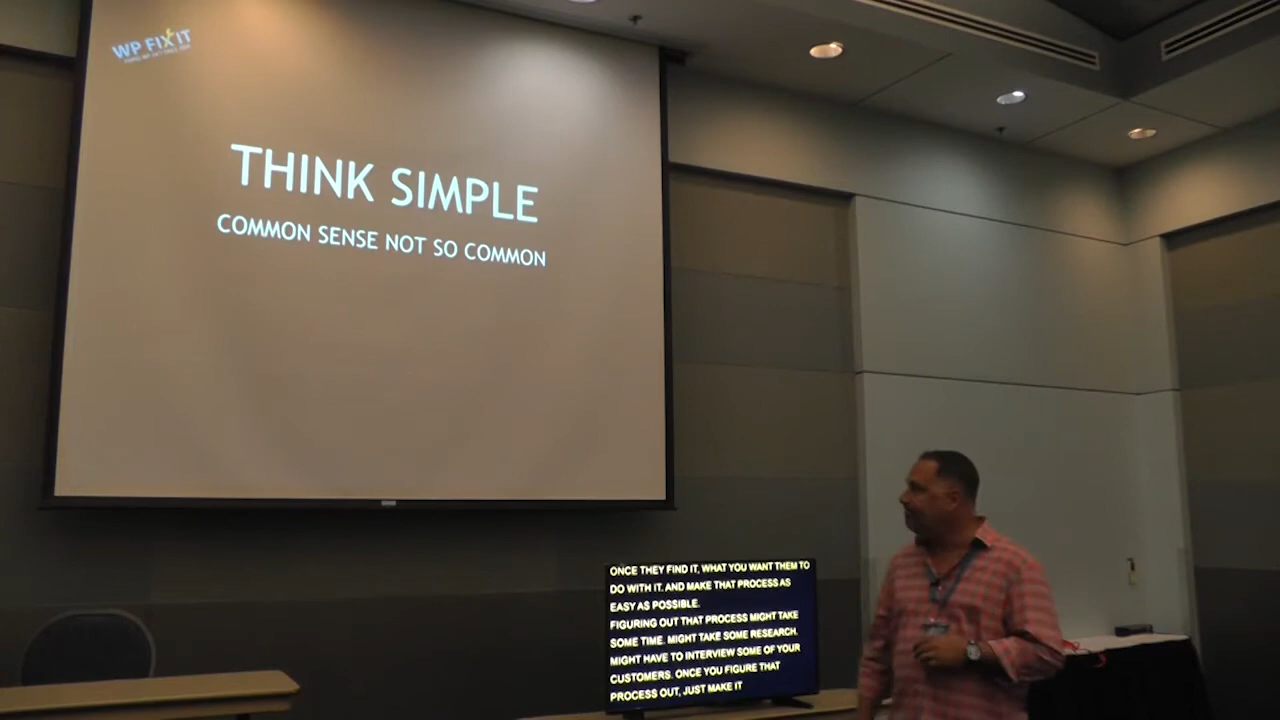 WP FIX IT
THINK SIMPLE
COMMON SENSE NOT SO COMMON
ONCE THEY FIND IT, WHAT YOU WANT THEM TO
DO WITH IT. AND MAKE THAT PROCESS AS
EASY AS POSSIBLE.
FIGURING OUT THAT PROCESS MIGHT TAKE
SOME TIME. MIGHT TAKE SOME RESEARCH.
MIGHT HAVE TO INTERVIEW SOME OF YOUR
CUSTOMERS. ONCE YOU FIGURE THAT
PROCESS OUT, JUST MAKE IT